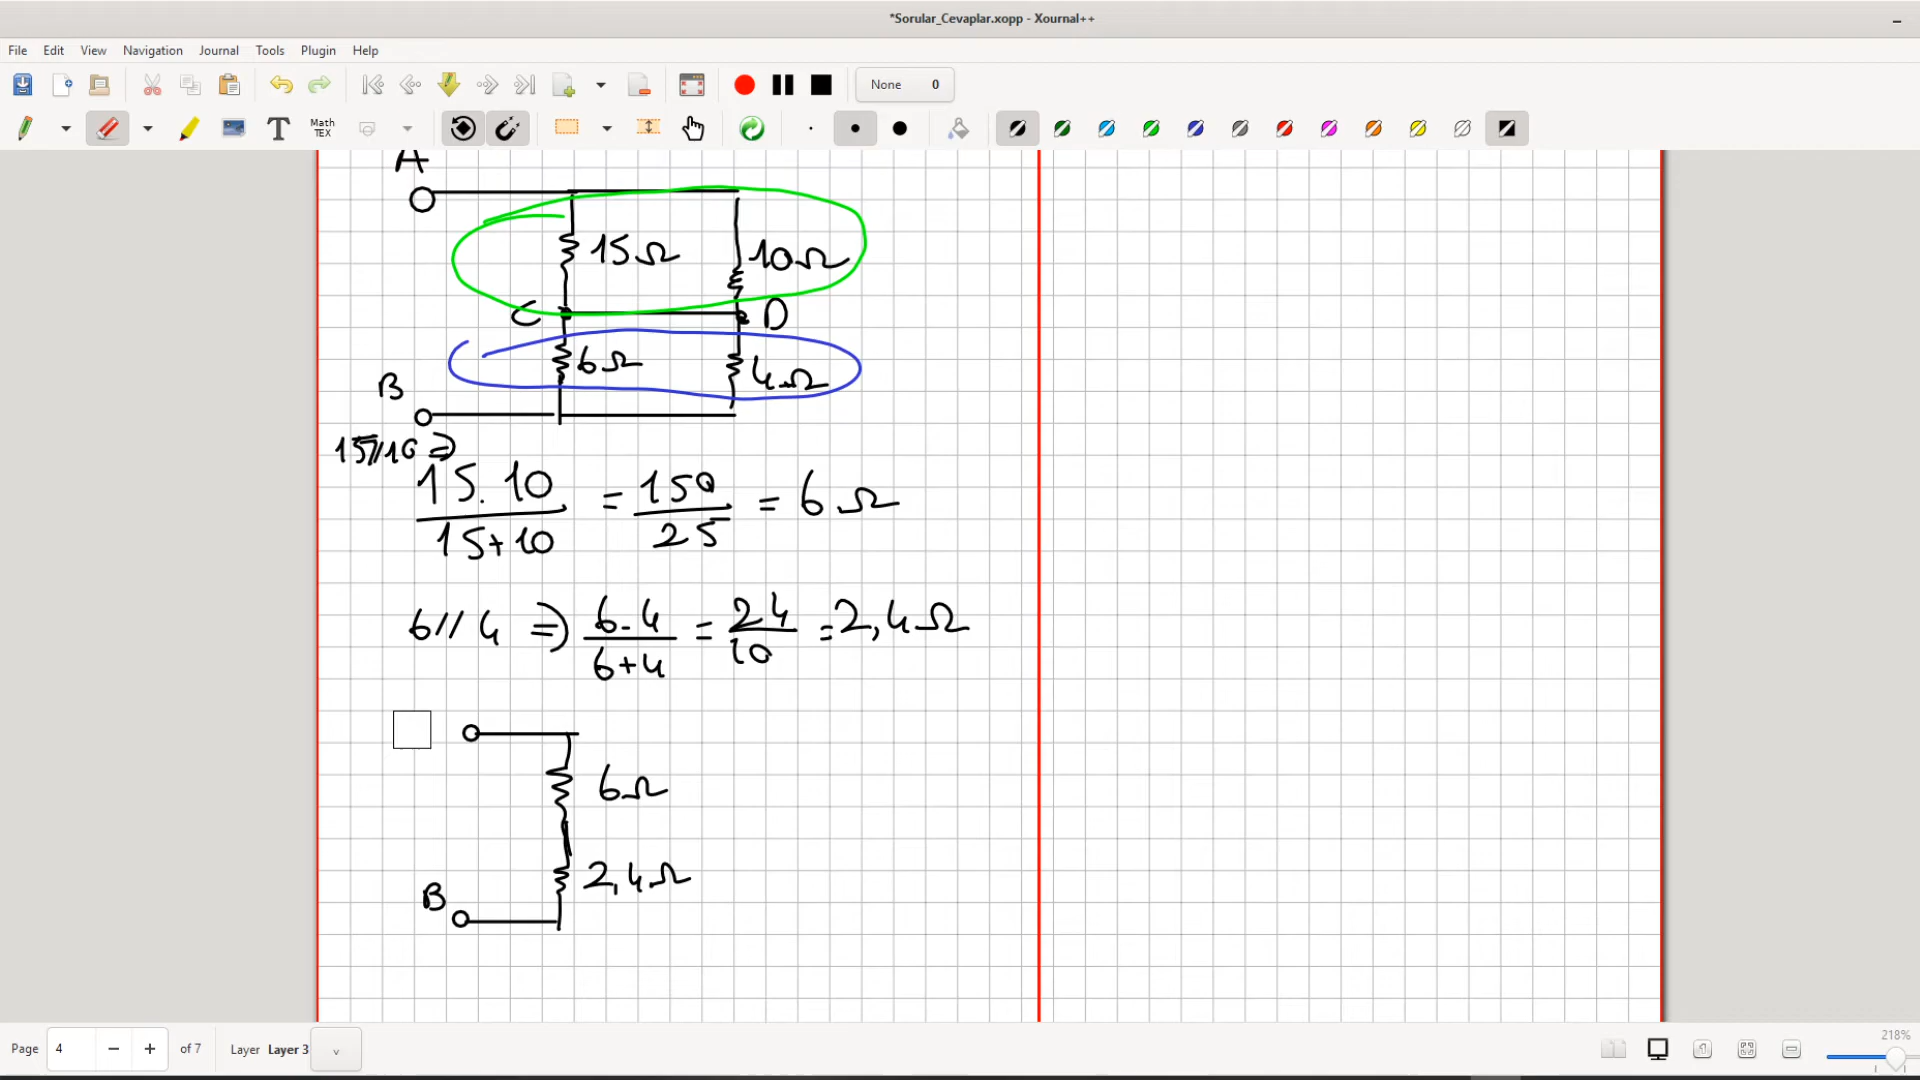 *Sorular_Cevaplar.xopp - Xournal++
File Edit View Navigation Journal Tools Plugin Help
None 0
T Math TEX
A
15Ω 10Ω
C D
6Ω 4Ω
B
15//10 ⇒
15.10 / 15+10 = 150 / 25 = 6Ω
6//4 ⇒ 6.4 / 6+4 = 24 / 10 = 2,4Ω
6Ω
2,4Ω
B
Page 4 of 7 Layer Layer 3
218%